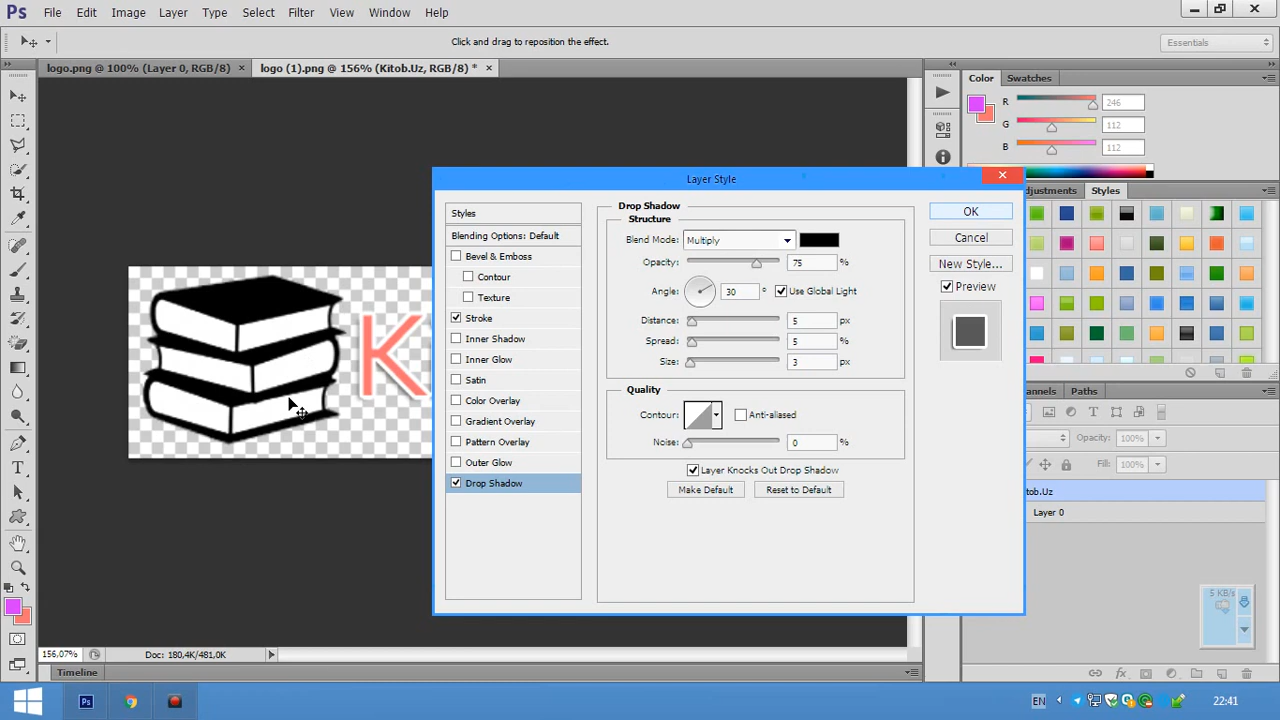 Ps File Edit Image Layer Type Select Filter View Window Help
Click and drag to reposition the effect.
Essentials
logo.png @ 100% (Layer 0, RGB/8) × logo (1).png @ 156% (Kitob.Uz, RGB/8) * ×
Color Swatches
R 246
G 112
B 112
Layer Style
Styles
Blending Options: Default
Bevel & Emboss
Contour
Texture
Stroke
Inner Shadow
Inner Glow
Satin
Color Overlay
Gradient Overlay
Pattern Overlay
Outer Glow
Drop Shadow
Drop Shadow
Structure
Blend Mode: Multiply
Opacity: 75 %
Angle: 30 ° Use Global Light
Distance: 5 px
Spread: 5 %
Size: 3 px
Quality
Contour: Anti-aliased
Noise: 0 %
Layer Knocks Out Drop Shadow
Make Default Reset to Default
OK
Cancel
New Style...
Preview
K
djustments Styles
hannels Paths
Opacity: 100%
Fill: 100%
tob.Uz
Layer 0
5 KB/s
156,07% Doc: 180,4K/481,0K
Timeline
Ps EN 22:41